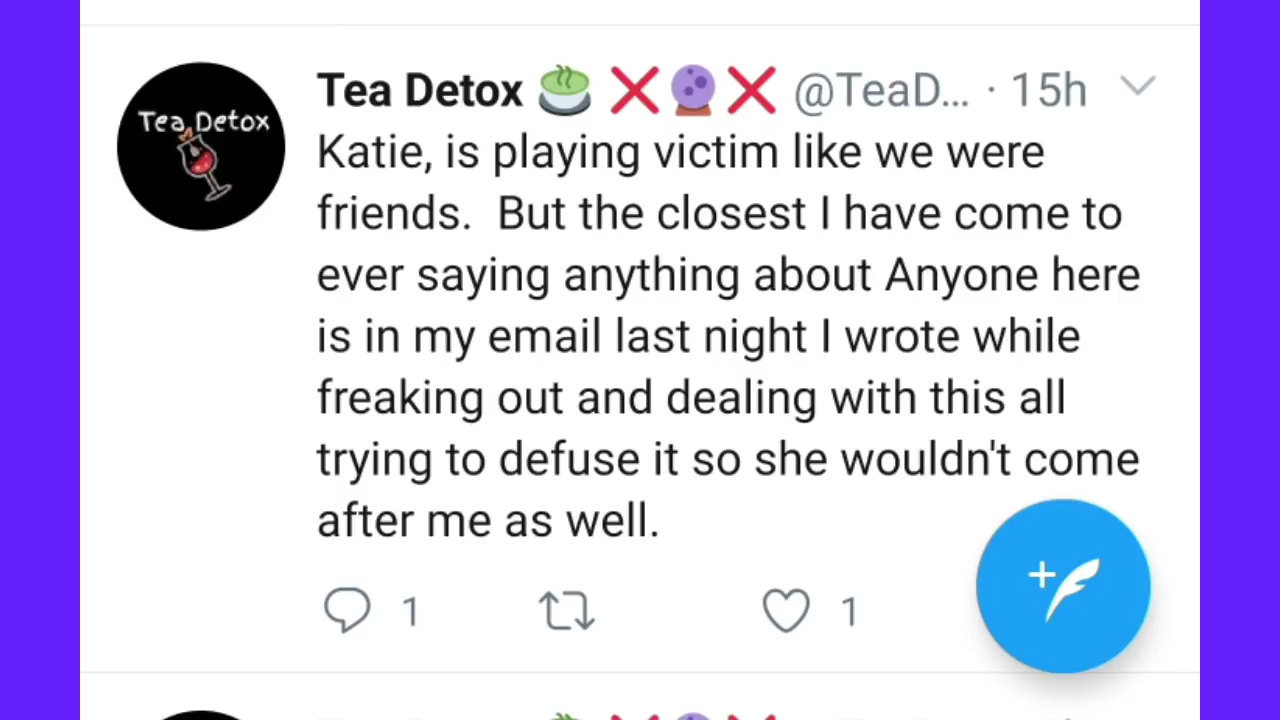 Tea Detox
Tea Detox 🍵 ❌🔮❌ @TeaD... · 15h
Katie, is playing victim like we were
friends.  But the closest I have come to
ever saying anything about Anyone here
is in my email last night I wrote while
freaking out and dealing with this all
trying to defuse it so she wouldn't come
after me as well.
1 1